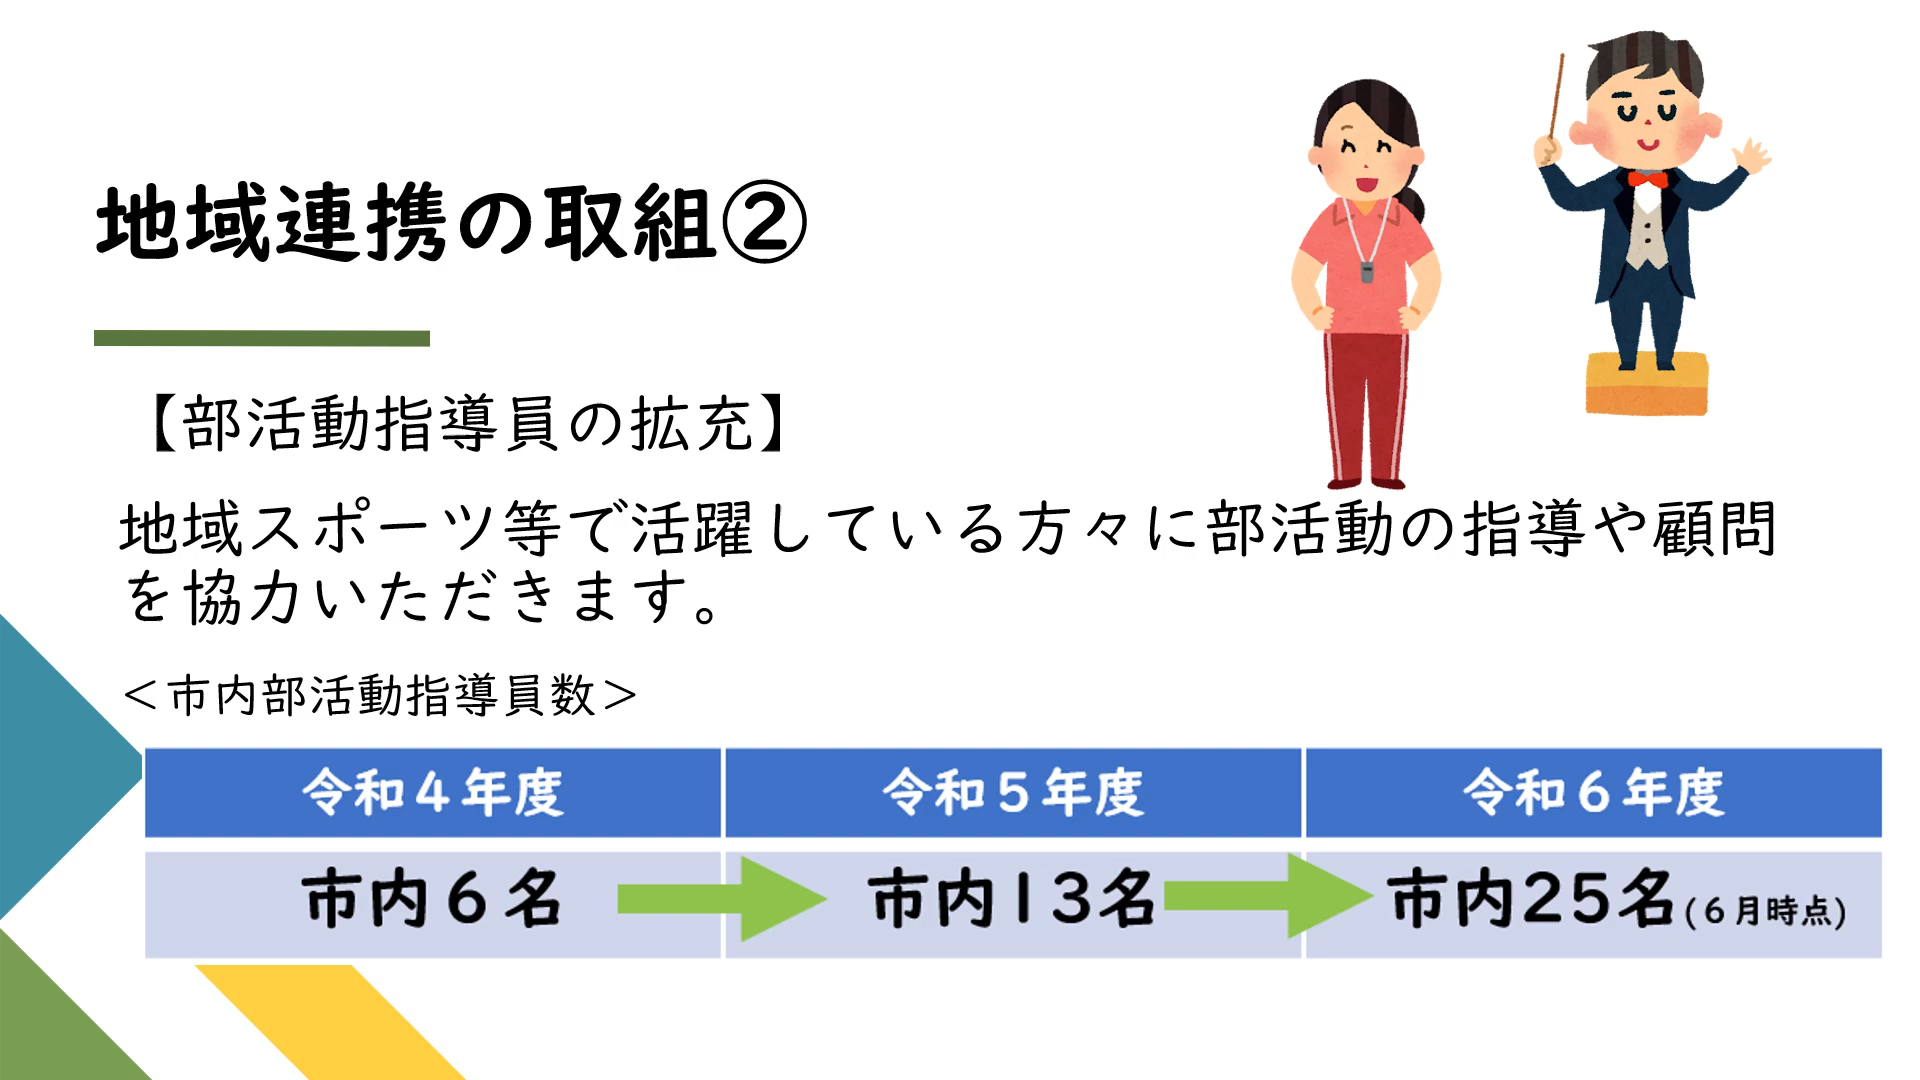 地域連携の取組②
【部活動指導員の拡充】
地域スポーツ等で活躍している方々に部活動の指導や顧問
を協力いただきます。
＜市内部活動指導員数＞
令和４年度 令和５年度 令和６年度
市内６名 市内13名 市内25名(６月時点)